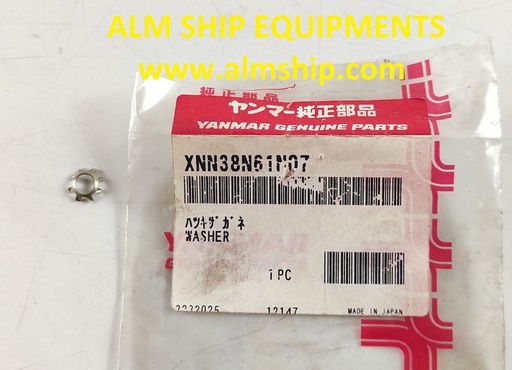 ALM SHIP EQUIPMENTS
www.almship.com
純正部品
ヤンマー純正部品
YANMAR GENUINE PARTS
XNN38N61N07
ﾊﾂｷｻﾞｶﾞﾈ
WASHER
1 PC
12147
MADE IN JAPAN